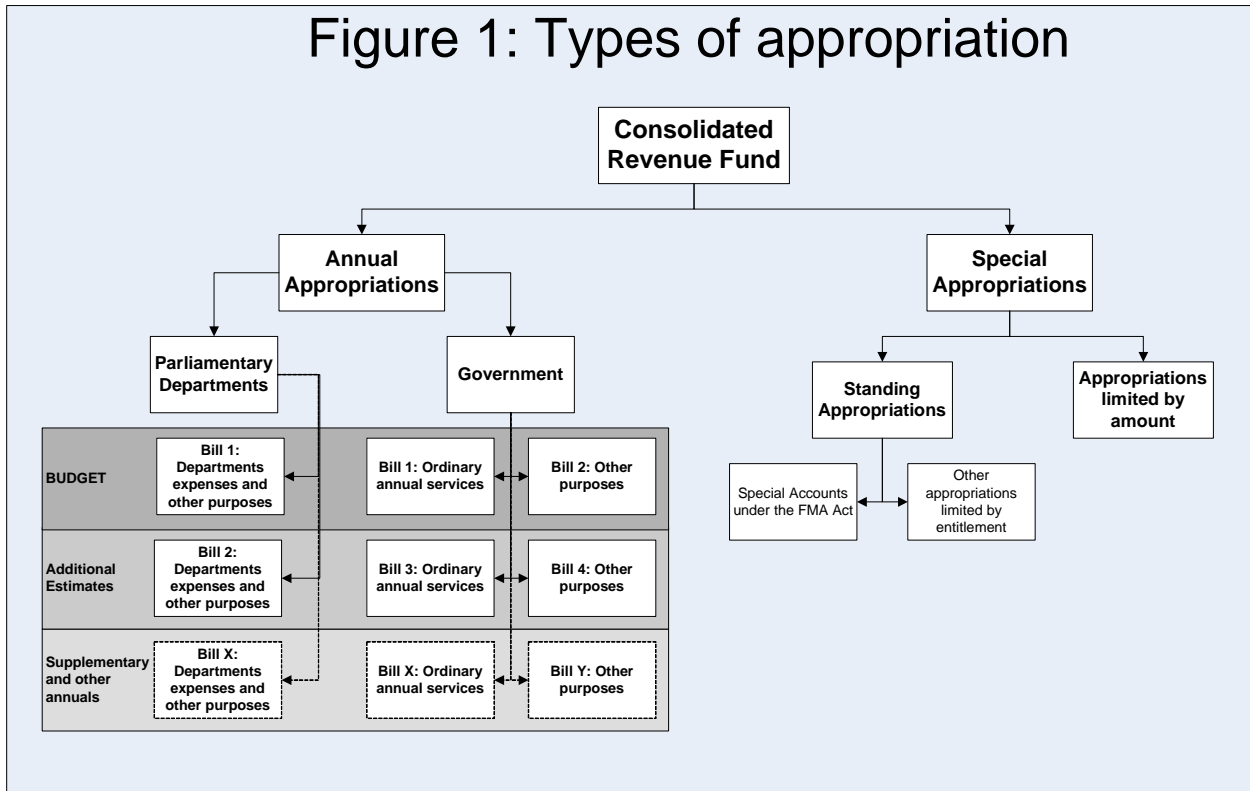 Figure 1: Types of appropriation
Consolidated
Revenue Fund
Annual
Appropriations
Special
Appropriations
Parliamentary
Departments
Government
Standing
Appropriations
Appropriations
limited by
amount
BUDGET
Bill 1:
Departments
expenses and
other purposes
Bill 1: Ordinary
annual services
Bill 2: Other
purposes
Special Accounts
under the FMA Act
Other
appropriations
limited by
entitlement
Additional
Estimates
Bill 2:
Departments
expenses and
other purposes
Bill 3: Ordinary
annual services
Bill 4: Other
purposes
Supplementary
and other
annuals
Bill X:
Departments
expenses and
other purposes
Bill X: Ordinary
annual services
Bill Y: Other
purposes